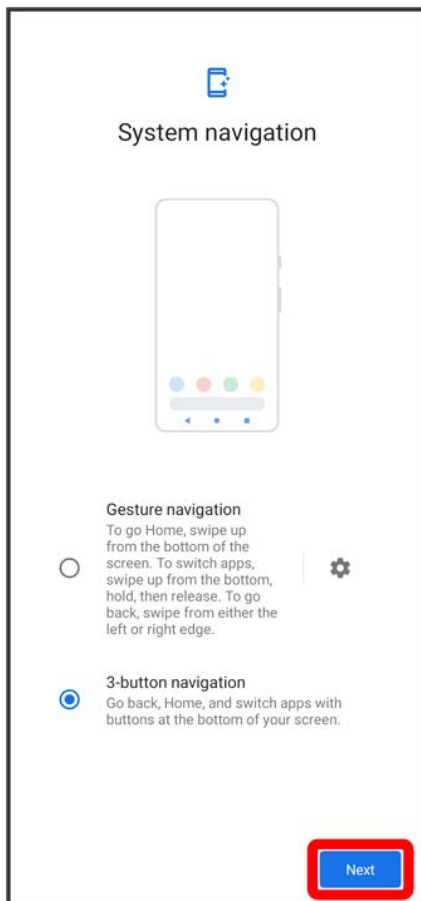 System navigation
Gesture navigation
To go Home, swipe up
from the bottom of the
screen. To switch apps,
swipe up from the bottom,
hold, then release. To go
back, swipe from either the
left or right edge.
3-button navigation
Go back, Home, and switch apps with
buttons at the bottom of your screen.
Next